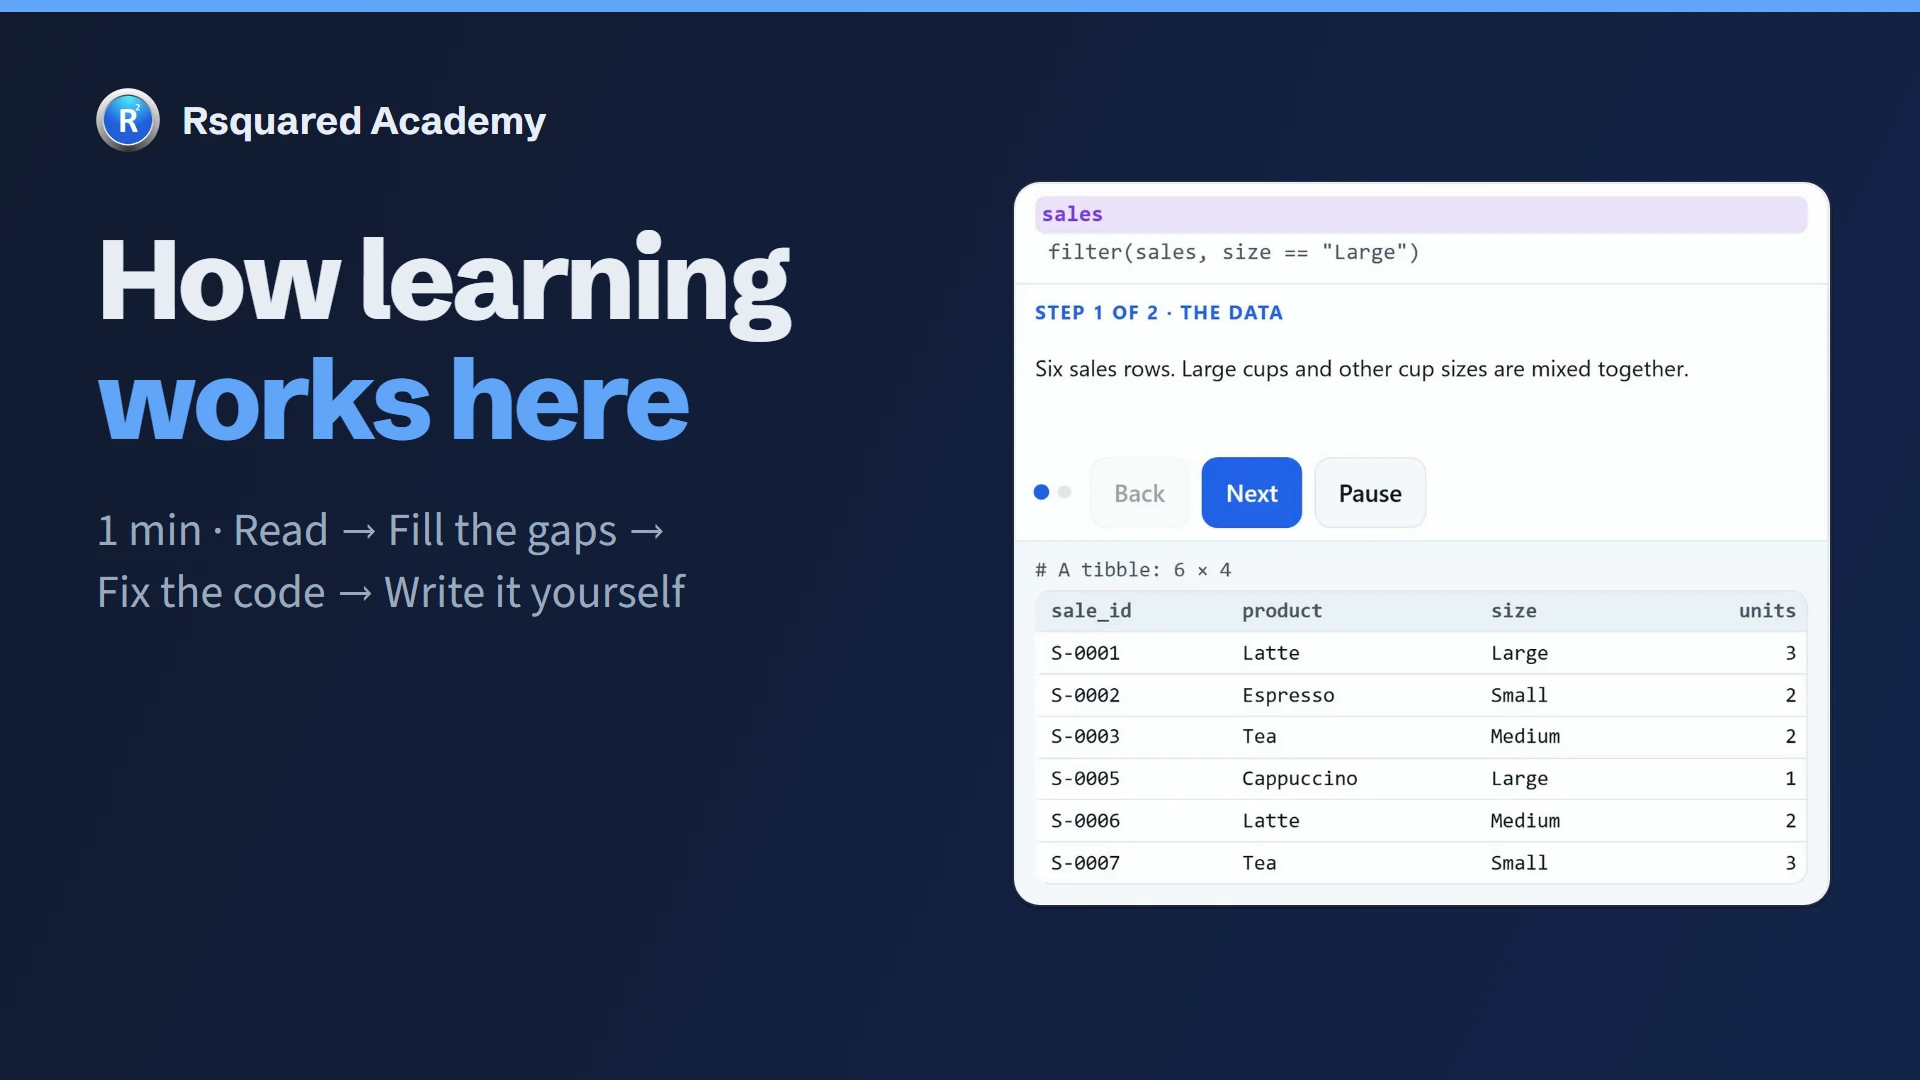 R²
Rsquared Academy
How learning
works here
1 min · Read → Fill the gaps →
Fix the code → Write it yourself
sales
filter(sales, size == "Large")
STEP 1 OF 2 · THE DATA
Six sales rows. Large cups and other cup sizes are mixed together.
Back Next Pause
# A tibble: 6 × 4
sale_id product size units
S-0001 Latte Large 3
S-0002 Espresso Small 2
S-0003 Tea Medium 2
S-0005 Cappuccino Large 1
S-0006 Latte Medium 2
S-0007 Tea Small 3